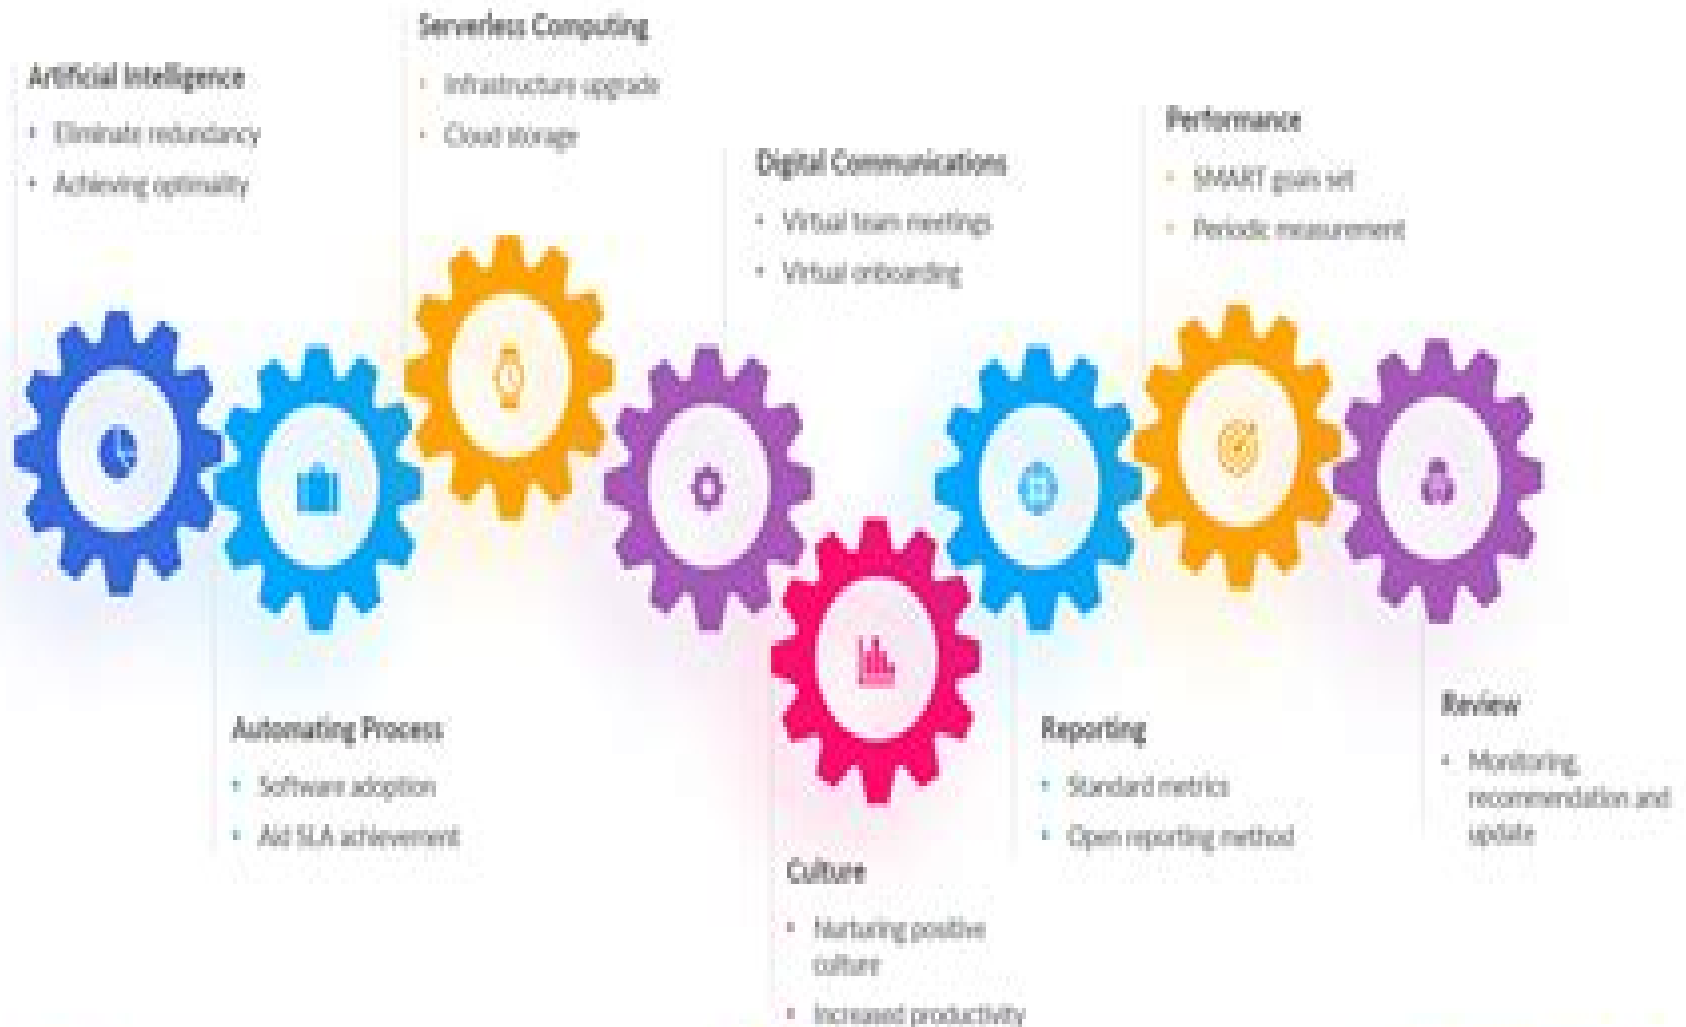 Artificial Intelligence
• Eliminate redundancy
• Achieving optimality
Serverless Computing
• Infrastructure upgrade
• Cloud storage
Digital Communications
• Virtual team meetings
• Virtual onboarding
Performance
• SMART goals set
• Periodic measurement
Automating Process
• Software adoption
• Aid SLA achievement
Culture
• Nurturing positive
culture
• Increased productivity
Reporting
• Standard metrics
• Open reporting method
Review
• Monitoring,
recommendation and
update